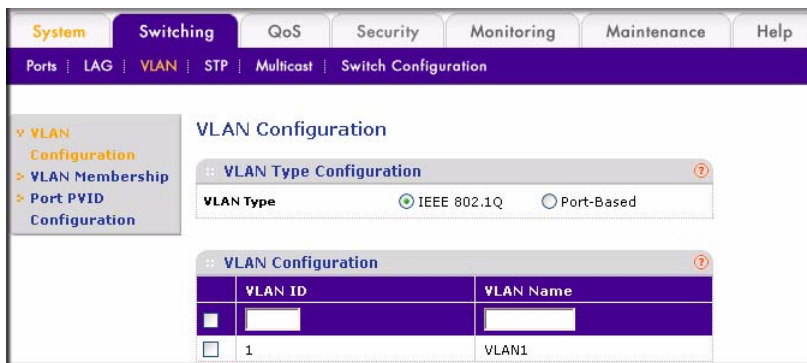 System Switching QoS Security Monitoring Maintenance Help
Ports LAG VLAN STP Multicast Switch Configuration
VLAN Configuration
VLAN Membership
Port PVID Configuration
VLAN Configuration
VLAN Type Configuration
VLAN Type IEEE 802.1Q Port-Based
VLAN Configuration
VLAN ID VLAN Name
1 VLAN1